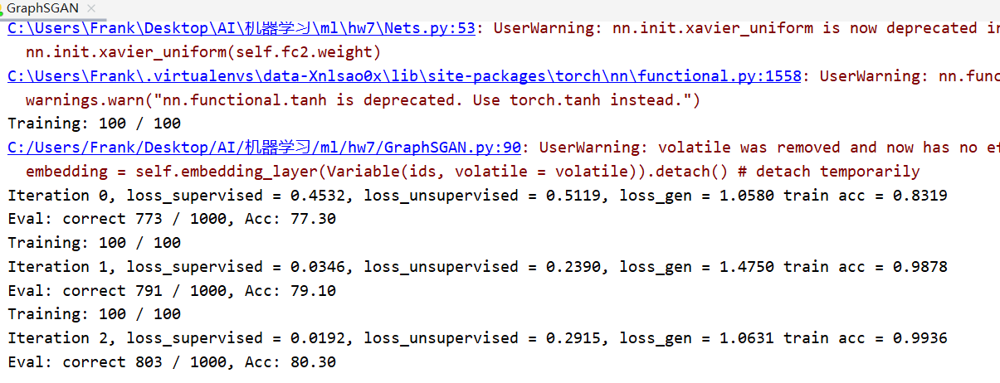 GraphSGAN
C:\Users\Frank\Desktop\AI\机器学习\ml\hw7\Nets.py:53: UserWarning: nn.init.xavier_uniform is now deprecated in
nn.init.xavier_uniform(self.fc2.weight)
C:\Users\Frank\.virtualenvs\data-Xnlsao0x\lib\site-packages\torch\nn\functional.py:1558: UserWarning: nn.func
warnings.warn("nn.functional.tanh is deprecated. Use torch.tanh instead.")
Training: 100 / 100
C:/Users/Frank/Desktop/AI/机器学习/ml/hw7/GraphSGAN.py:90: UserWarning: volatile was removed and now has no ef
embedding = self.embedding_layer(Variable(ids, volatile = volatile)).detach() # detach temporarily
Iteration 0, loss_supervised = 0.4532, loss_unsupervised = 0.5119, loss_gen = 1.0580 train acc = 0.8319
Eval: correct 773 / 1000, Acc: 77.30
Training: 100 / 100
Iteration 1, loss_supervised = 0.0346, loss_unsupervised = 0.2390, loss_gen = 1.4750 train acc = 0.9878
Eval: correct 791 / 1000, Acc: 79.10
Training: 100 / 100
Iteration 2, loss_supervised = 0.0192, loss_unsupervised = 0.2915, loss_gen = 1.0631 train acc = 0.9936
Eval: correct 803 / 1000, Acc: 80.30